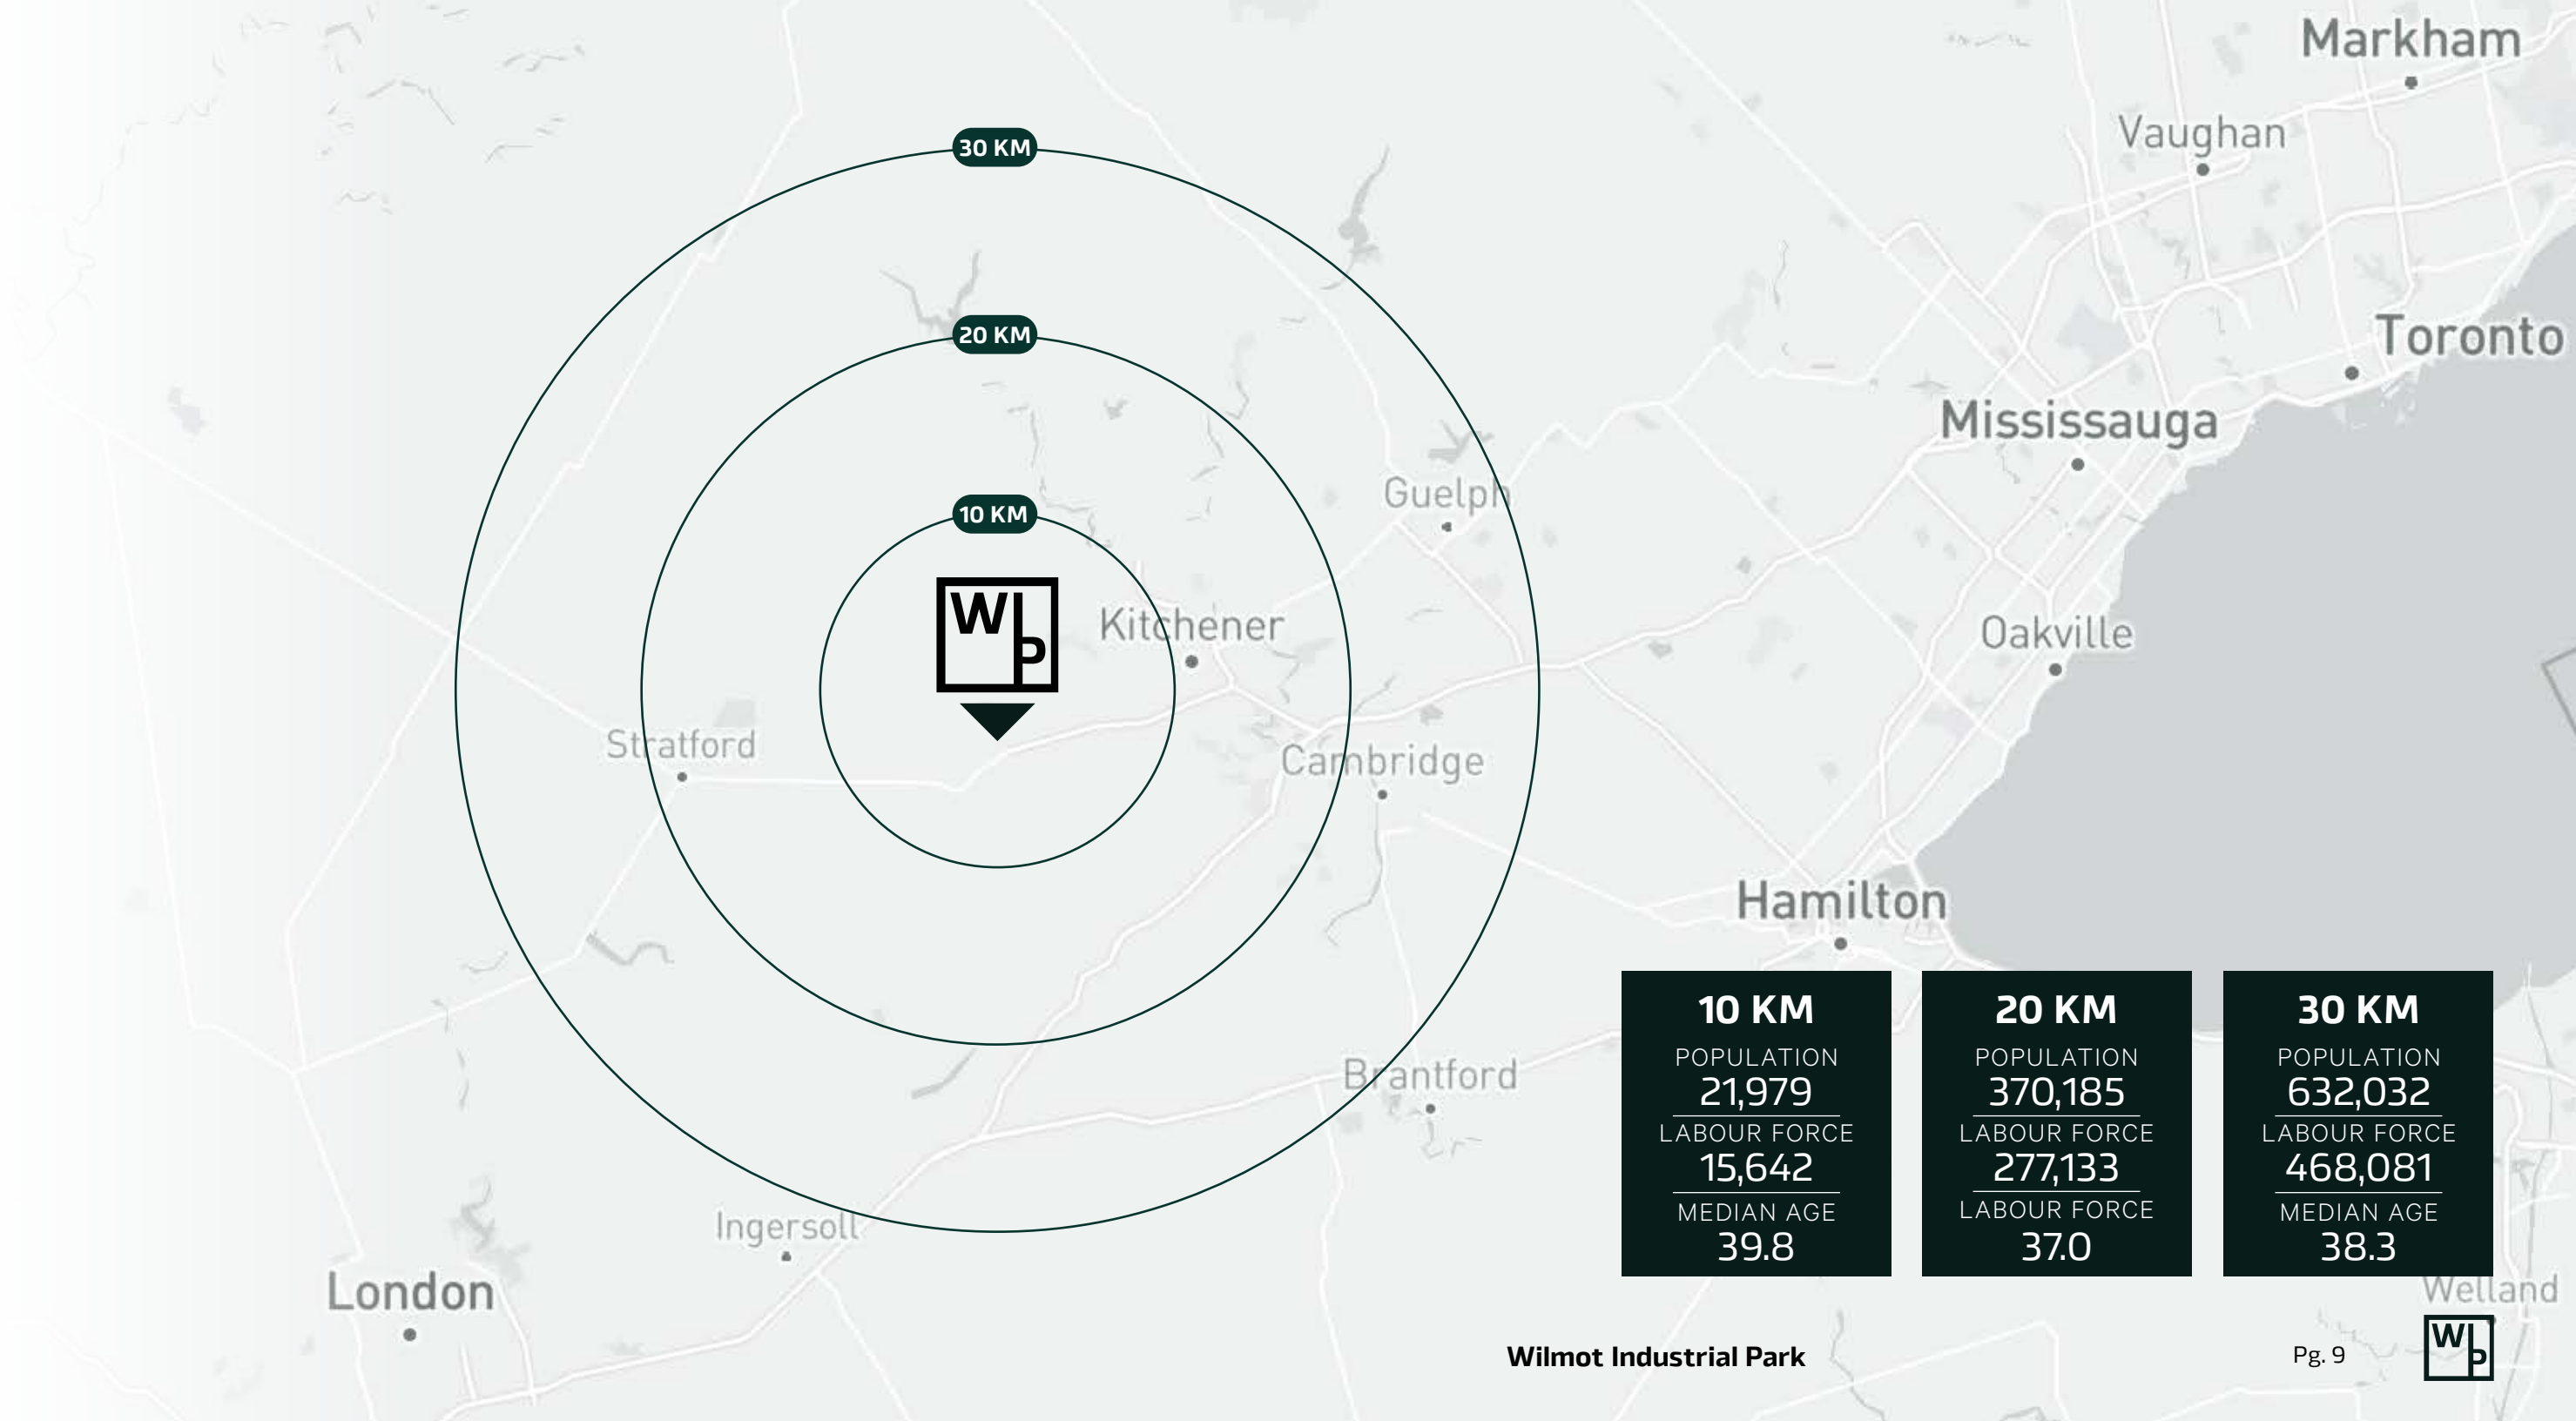 Markham
Vaughan
30 KM
20 KM
Toronto
Mississauga
Guelph
10 KM
W
P
Kitchener
Oakville
Stratford
Cambridge
Hamilton
Brantford
Ingersoll
London
Welland
10 KM
POPULATION
21,979
LABOUR FORCE
15,642
MEDIAN AGE
39.8
20 KM
POPULATION
370,185
LABOUR FORCE
277,133
LABOUR FORCE
37.0
30 KM
POPULATION
632,032
LABOUR FORCE
468,081
MEDIAN AGE
38.3
Wilmot Industrial Park
Pg. 9
W
P